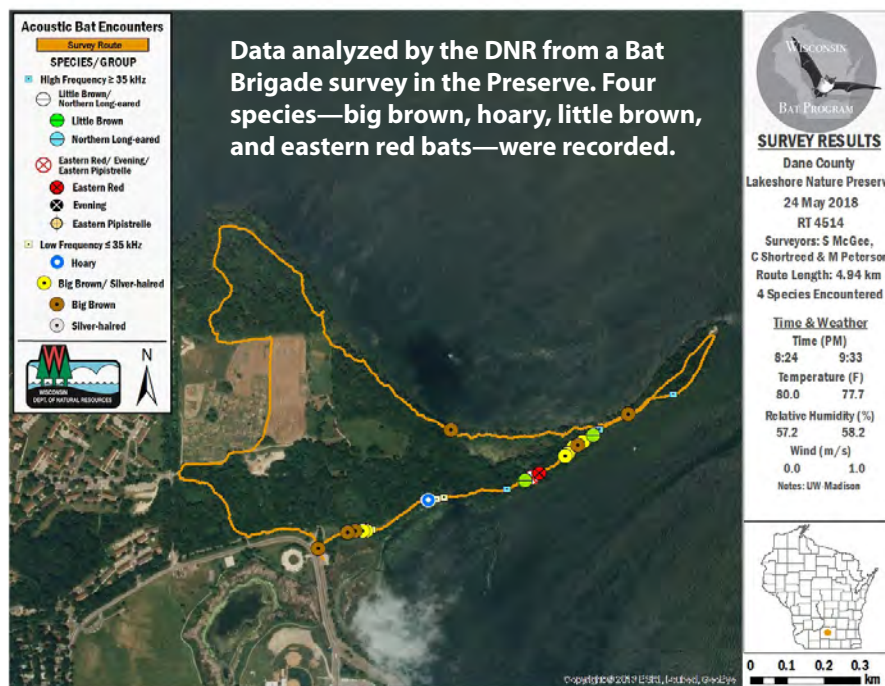 Acoustic Bat Encounters
Survey Route
SPECIES/GROUP
High Frequency ≥ 35 kHz
Little Brown/
Northern Long-eared
Little Brown
Northern Long-eared
Eastern Red/ Evening/
Eastern Pipistrelle
Eastern Red
Evening
Eastern Pipistrelle
Low Frequency ≤ 35 kHz
Hoary
Big Brown/ Silver-haired
Big Brown
Silver-haired
WISCONSIN
DEPT. OF NATURAL RESOURCES
N
Data analyzed by the DNR from a Bat
Brigade survey in the Preserve. Four
species—big brown, hoary, little brown,
and eastern red bats—were recorded.
WISCONSIN
BAT PROGRAM
SURVEY RESULTS
Dane County
Lakeshore Nature Preserve
24 May 2018
RT 4514
Surveyors: S McGee,
C Shortreed & M Peterson
Route Length: 4.94 km
4 Species Encountered
Time & Weather
Time (PM)
8:24 9:33
Temperature (F)
80.0 77.7
Relative Humidity (%)
57.2 58.2
Wind (m/s)
0.0 1.0
Notes: UW-Madison
0 0.1 0.2 0.3
km